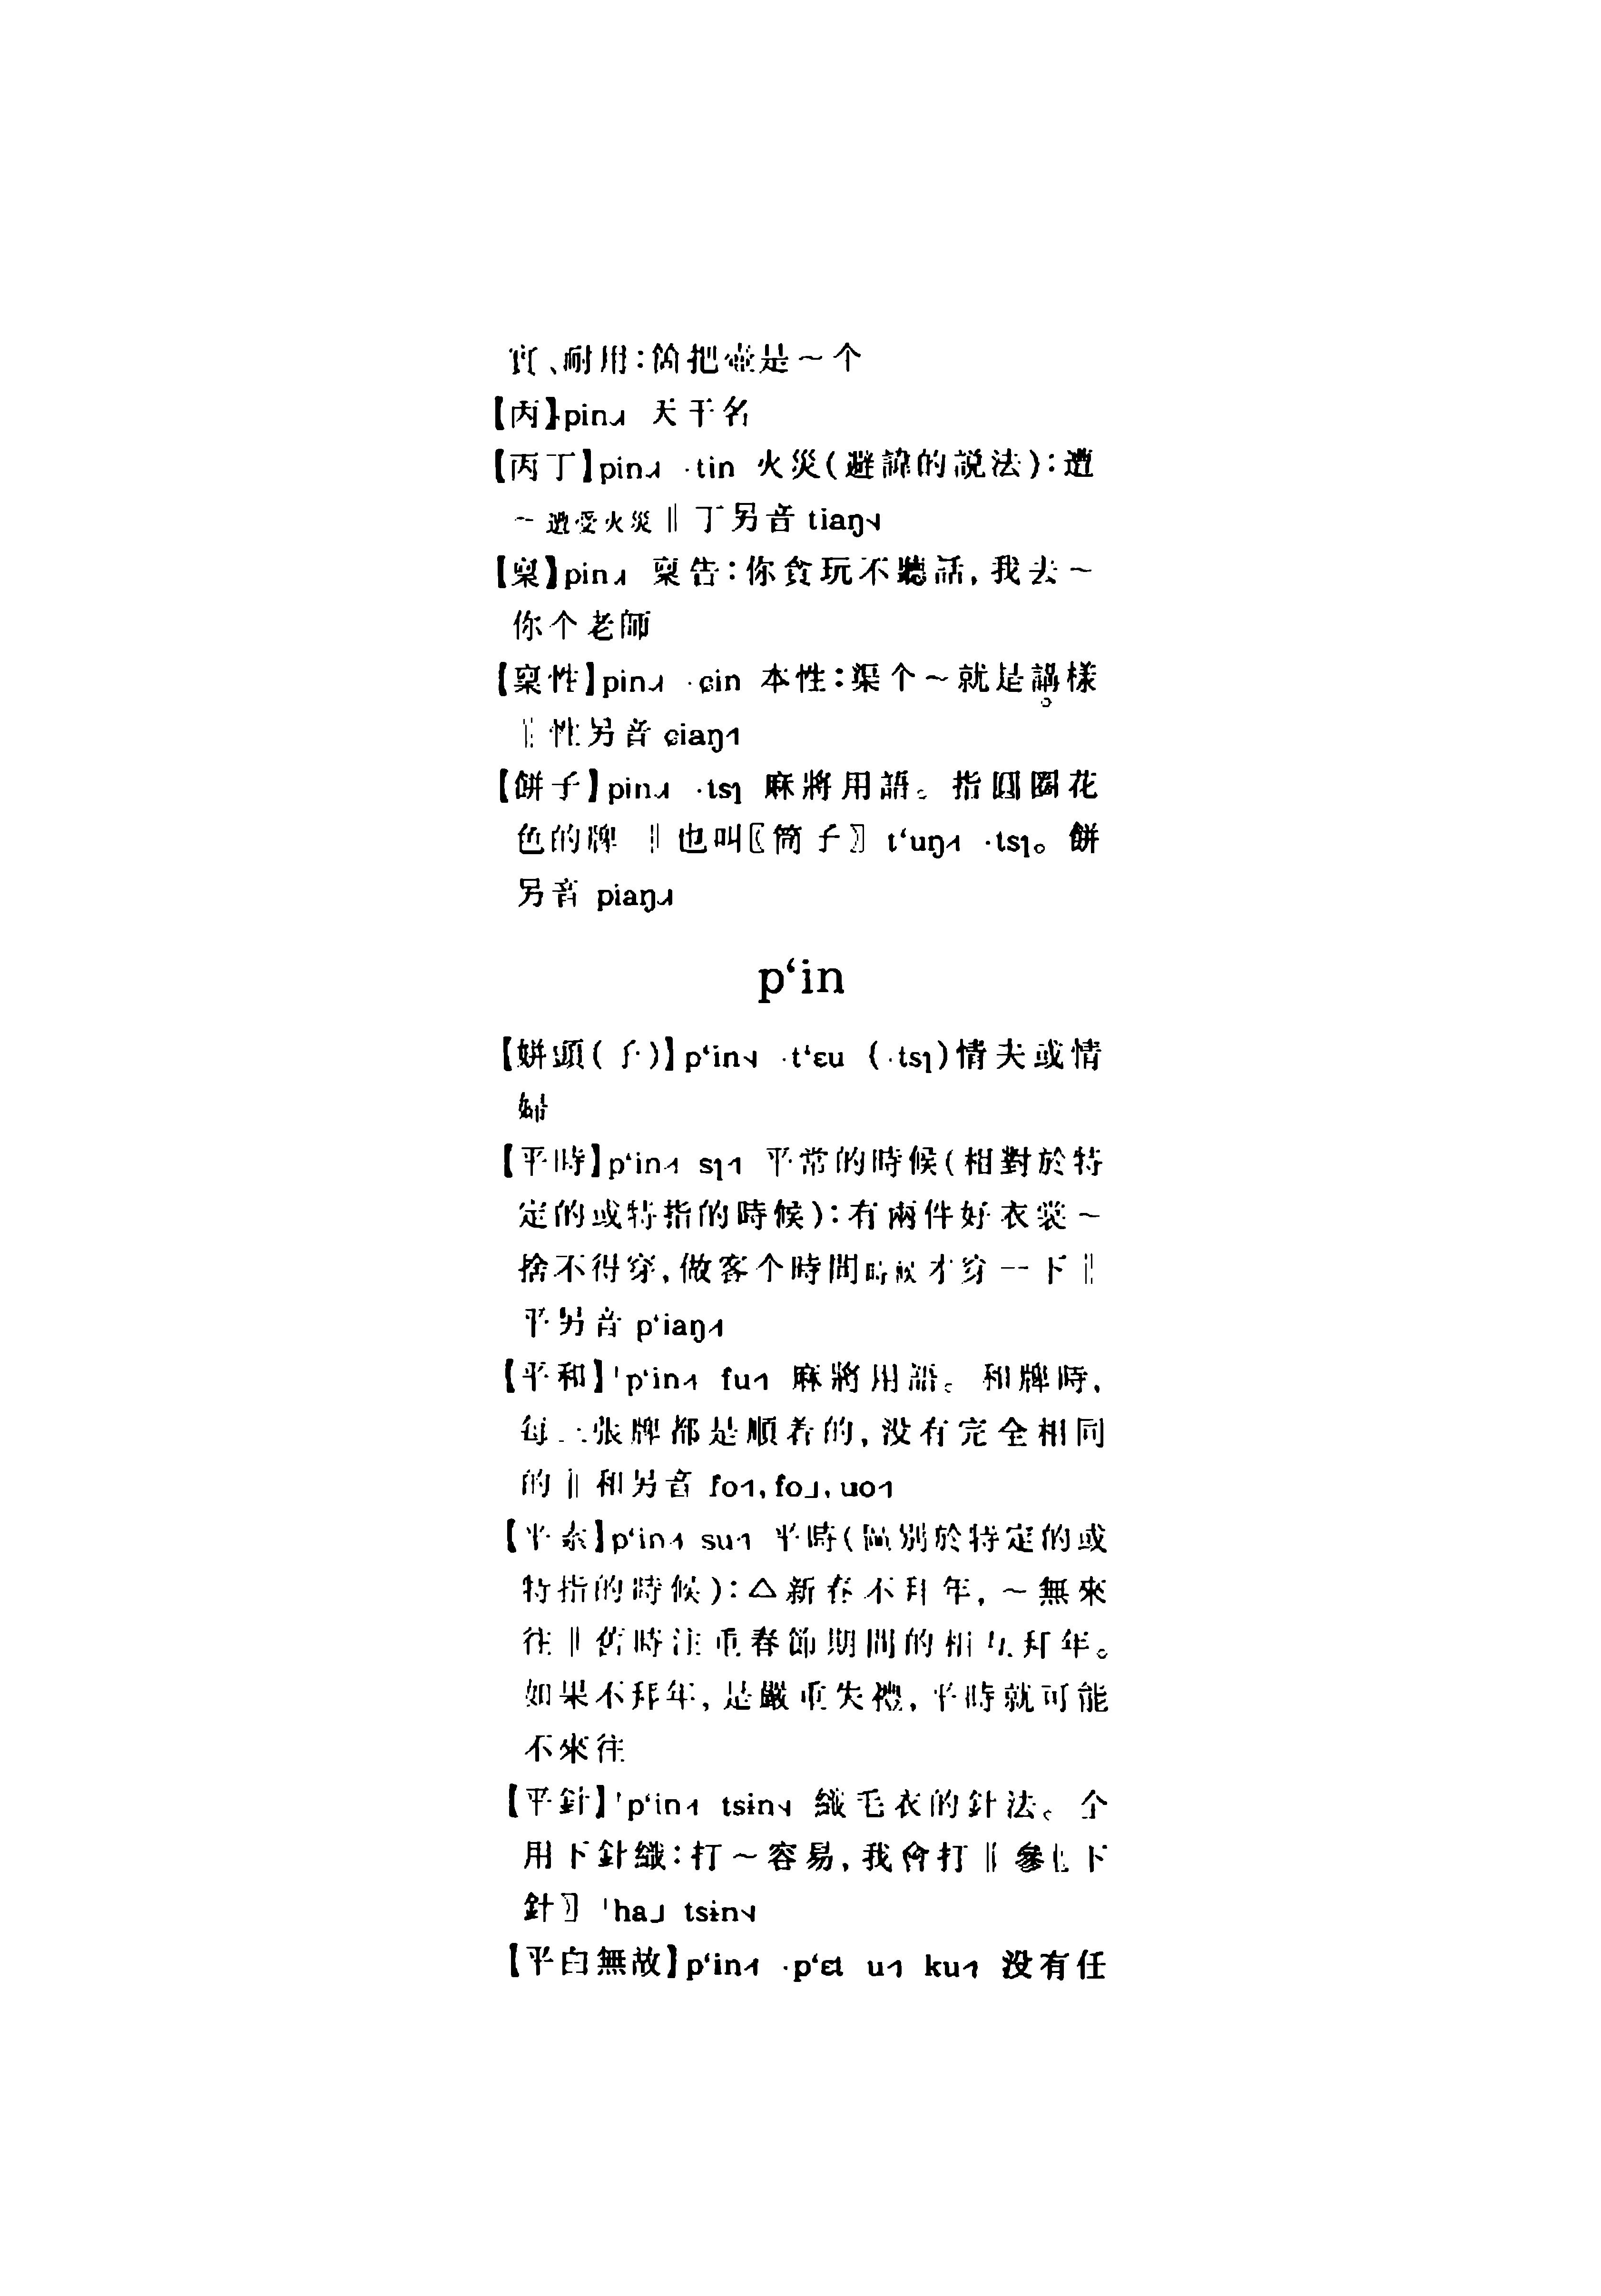 實、耐用:箇把壺是~个
【丙】pin˨˩˧ 天干名
【丙丁】pin˨˩˧ ·tin 火災(避諱的説法):遭
~遭受火災‖丁另音 tiaŋ
【稟】pin 稟告:你貪玩不聽話,我去~
你个老師
【稟性】pin ·ɕin 本性:渠个~就是講樣
‖性另音 ɕiaŋ
【餅子】pin ·tsɿ 麻將用語。指圓圈花
色的牌 ‖也叫〖筒子〗t‘uŋ ·tsɿ。餅
另音 piaŋ
p‘in
【姘頭(子)】p‘in ·t‘ɛu (·tsɿ)情夫或情
婦
【平時】p‘in sɿ 平常的時候(相對於特
定的或特指的時候):有兩件好衣裳~
捨不得穿,做客个時間時候才穿一下‖
平另音 p‘iaŋ
【平和】'p‘in fu 麻將用語。和牌時,
每三張牌都是順着的,没有完全相同
的‖和另音 fo, fo, uo
【平素】p‘in su 平時(區別於特定的或
特指的時候):△新春不拜年,~無來
往‖舊時注重春節期間的相互拜年。
如果不拜年,是嚴重失禮,平時就可能
不來往
【平針】'p‘in tsin 織毛衣的針法。全
用下針織:打~容易,我會打‖參〖下
針〗'ha tsin
【平白無故】p‘in ·p‘ɛt u ku 没有任